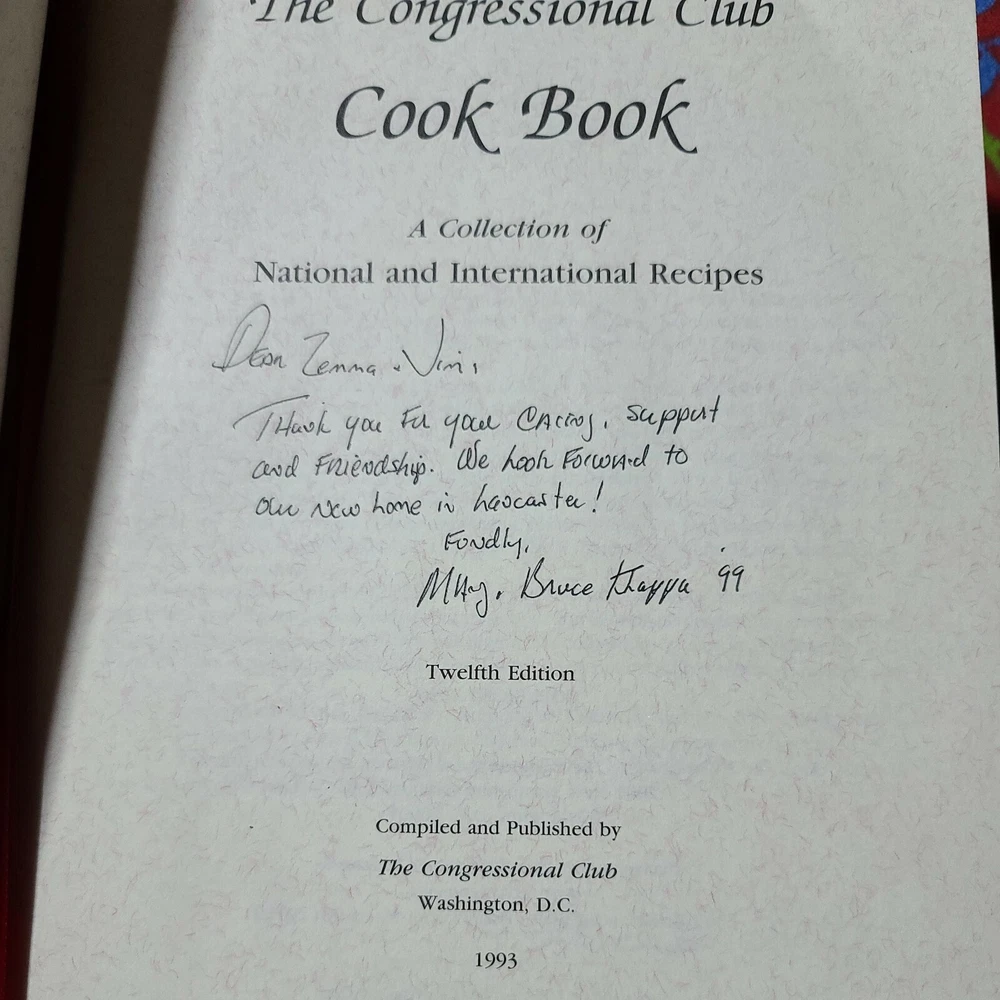 The Congressional Club
Cook Book
A Collection of
National and International Recipes
Dear Zemma & Jim,
Thank you for your caring, support
and Friendship. We look Forward to
our new home in Lancaster!
Fondly,
Bruce '99
Twelfth Edition
Compiled and Published by
The Congressional Club
Washington, D.C.
1993